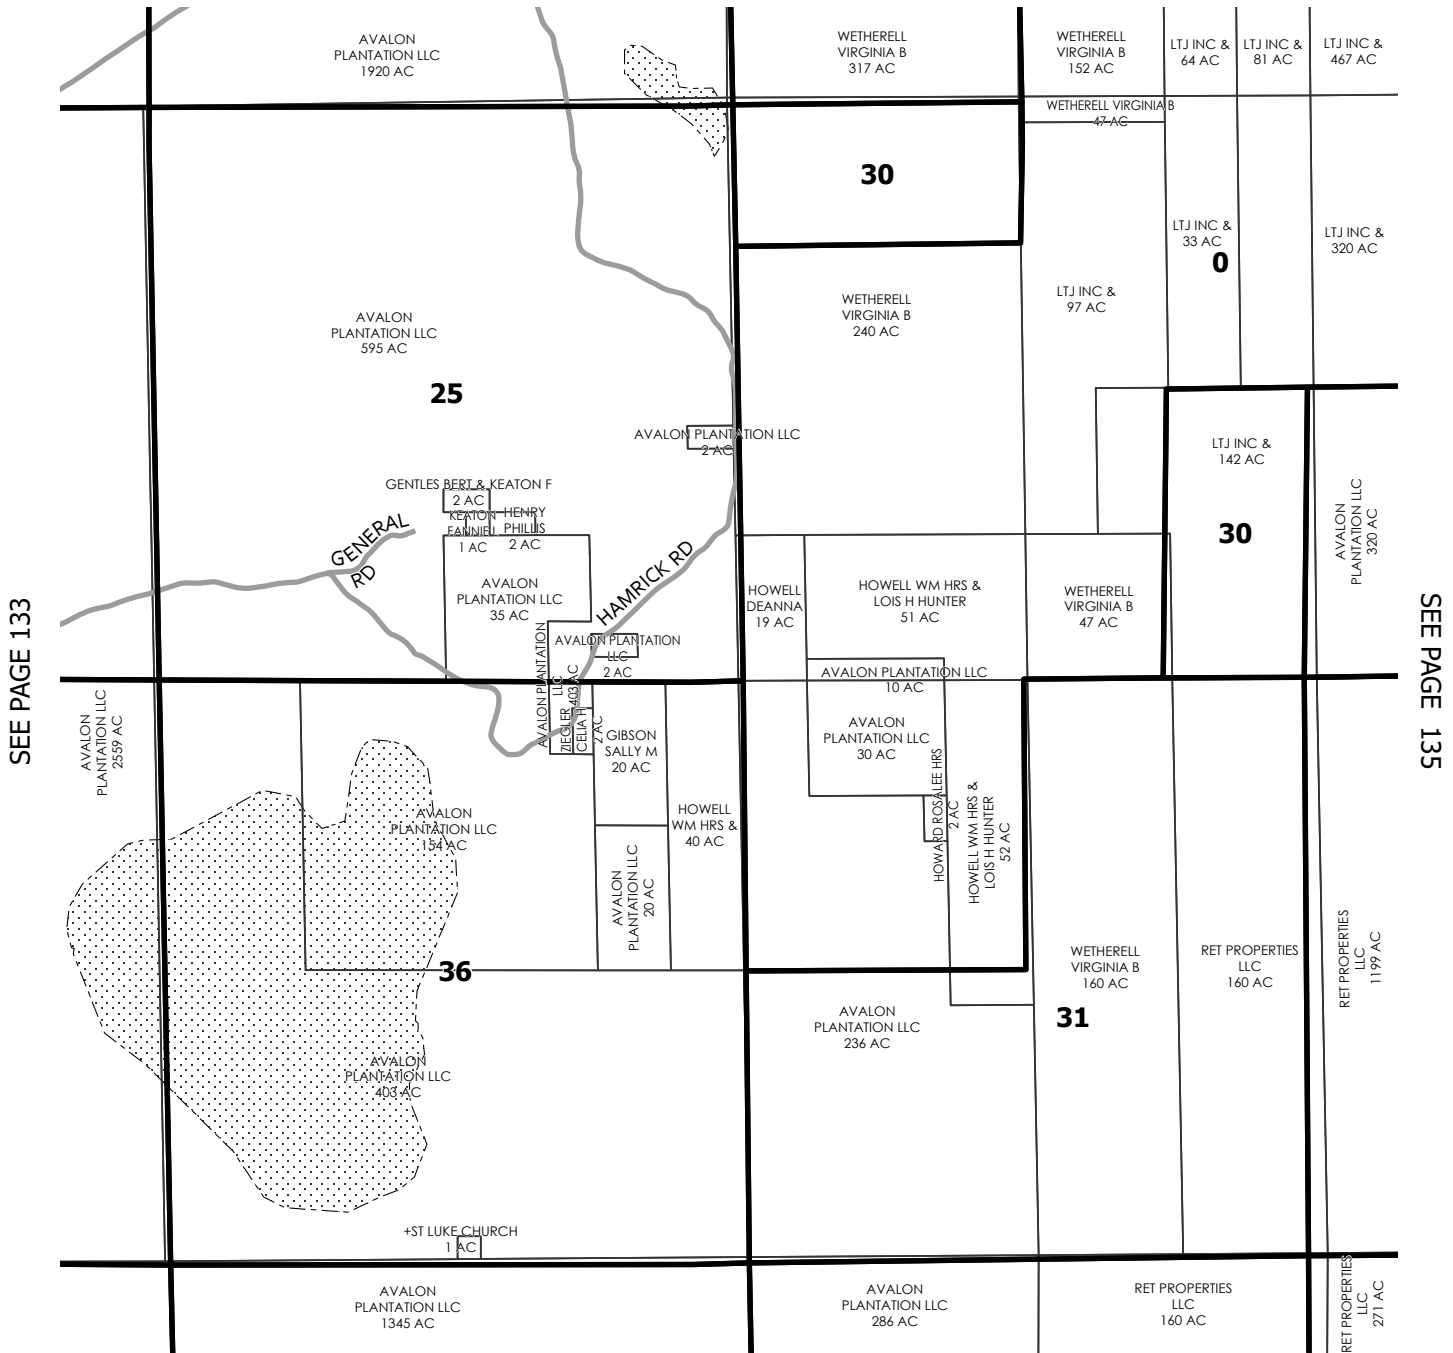 AVALON
PLANTATION LLC
1920 AC
WETHERELL
VIRGINIA B
317 AC
WETHERELL
VIRGINIA B
152 AC
LTJ INC &
64 AC
LTJ INC &
81 AC
LTJ INC &
467 AC
WETHERELL VIRGINIA B
47 AC
30
LTJ INC &
33 AC
0
LTJ INC &
320 AC
AVALON
PLANTATION LLC
595 AC
25
WETHERELL
VIRGINIA B
240 AC
LTJ INC &
97 AC
AVALON PLANTATION LLC
2 AC
LTJ INC &
142 AC
30
AVALON
PLANTATION LLC
320 AC
GENTLES BERT & KEATON F
2 AC
KEATON
FANNIE L
1 AC
HENRY
PHILLIS
2 AC
GENERAL
RD
HAMRICK RD
AVALON
PLANTATION LLC
35 AC
AVALON PLANTATION
LLC
2 AC
HOWELL
DEANNA
19 AC
HOWELL WM HRS &
LOIS H HUNTER
51 AC
WETHERELL
VIRGINIA B
47 AC
SEE PAGE 133
SEE PAGE 135
AVALON PLANTATION LLC
10 AC
AVALON
PLANTATION LLC
2559 AC
AVALON PLANTATION
LLC
403 AC
ZIEGLER
CELIA H
2 AC
GIBSON
SALLY M
20 AC
AVALON
PLANTATION LLC
30 AC
HOWARD ROSALEE HRS
2 AC
HOWELL WM HRS &
LOIS H HUNTER
52 AC
AVALON
PLANTATION LLC
154 AC
HOWELL
WM HRS &
40 AC
AVALON
PLANTATION LLC
20 AC
36
WETHERELL
VIRGINIA B
160 AC
RET PROPERTIES
LLC
160 AC
RET PROPERTIES
LLC
1199 AC
AVALON
PLANTATION LLC
236 AC
31
AVALON
PLANTATION LLC
403 AC
+ST LUKE CHURCH
1 AC
AVALON
PLANTATION LLC
1345 AC
AVALON
PLANTATION LLC
286 AC
RET PROPERTIES
LLC
160 AC
RET PROPERTIES
LLC
271 AC